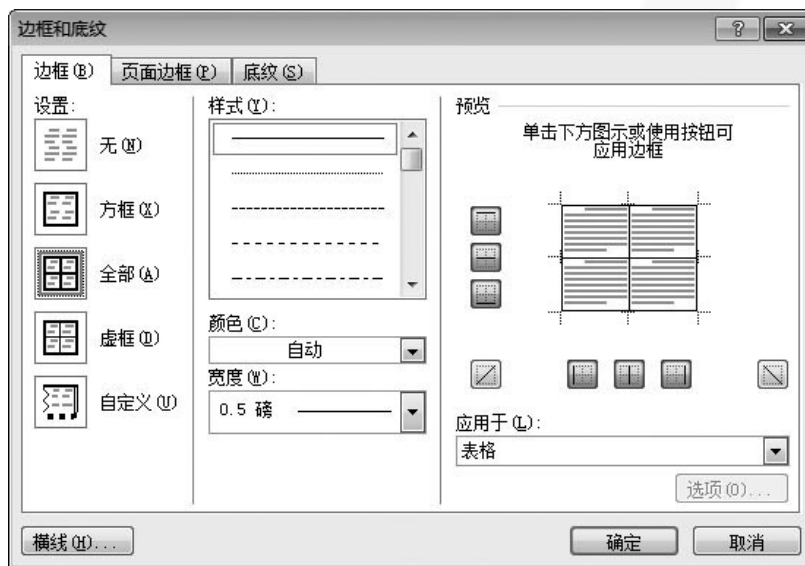 边框和底纹
边框(B) 页面边框(P) 底纹(S)
设置:
无(N)
方框(X)
全部(A)
虚框(D)
自定义(U)
样式(Y):
颜色(C):
自动
宽度(W):
0.5 磅
预览
单击下方图示或使用按钮可
应用边框
应用于(L):
表格
选项(O)...
横线(H)...
确定
取消